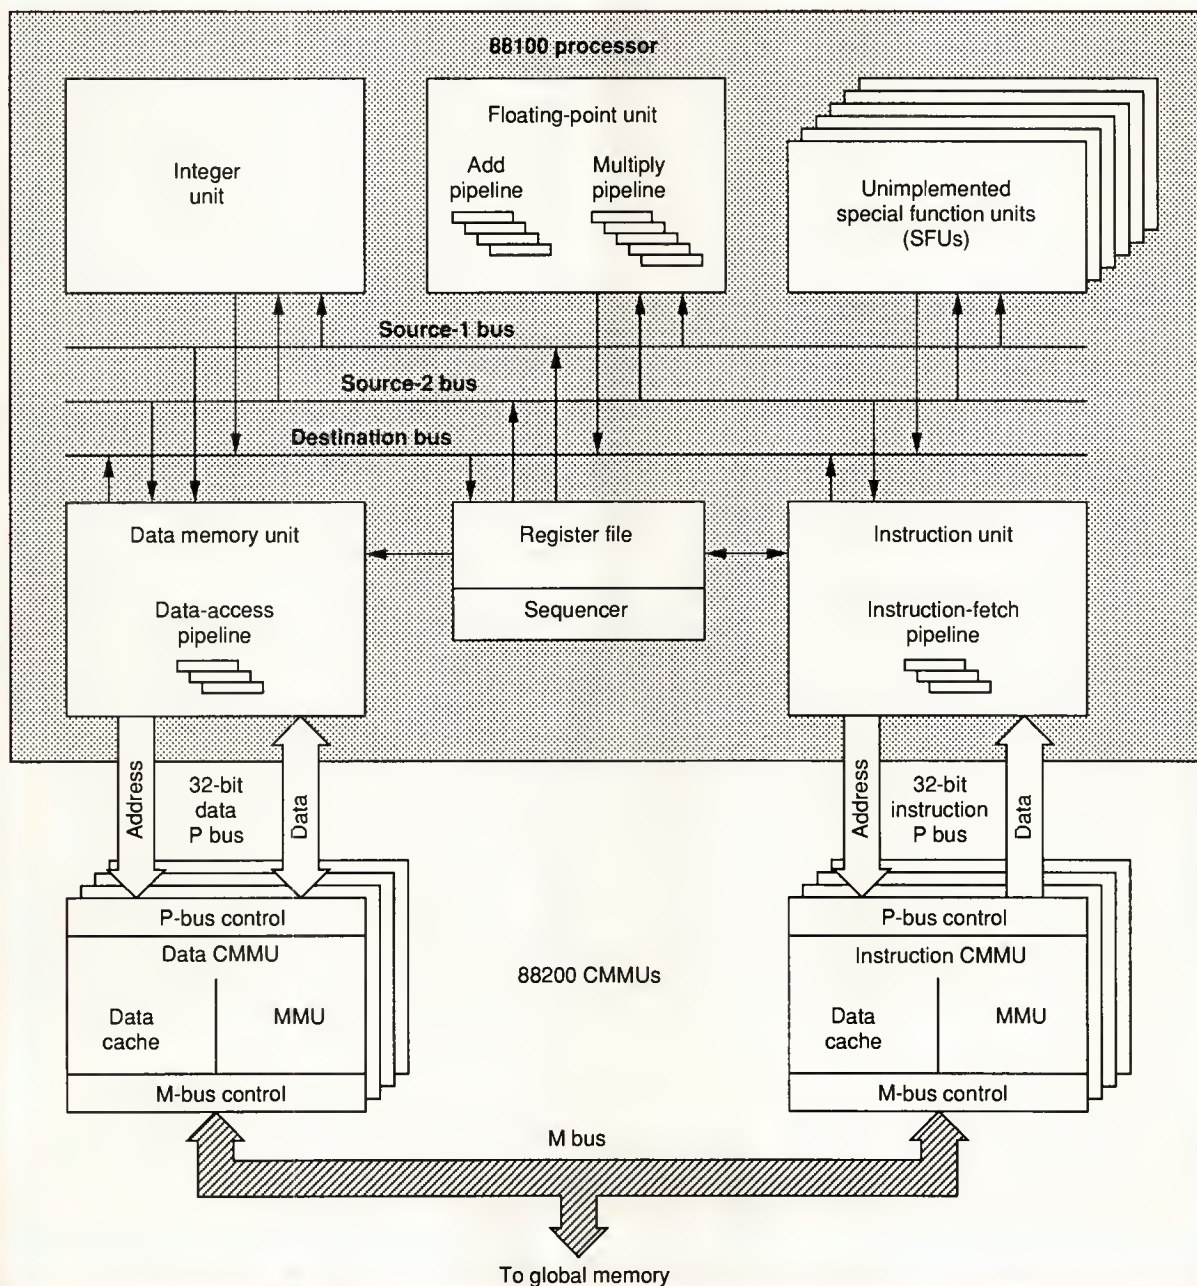 88100 processor
Integer
unit
Floating-point unit
Add
pipeline
Multiply
pipeline
Unimplemented
special function units
(SFUs)
Source-1 bus
Source-2 bus
Destination bus
Data memory unit
Data-access
pipeline
Register file
Sequencer
Instruction unit
Instruction-fetch
pipeline
Address
32-bit
data
P bus
Data
Address
32-bit
instruction
P bus
Data
P-bus control
Data CMMU
Data
cache
MMU
M-bus control
88200 CMMUs
P-bus control
Instruction CMMU
Data
cache
MMU
M-bus control
M bus
To global memory